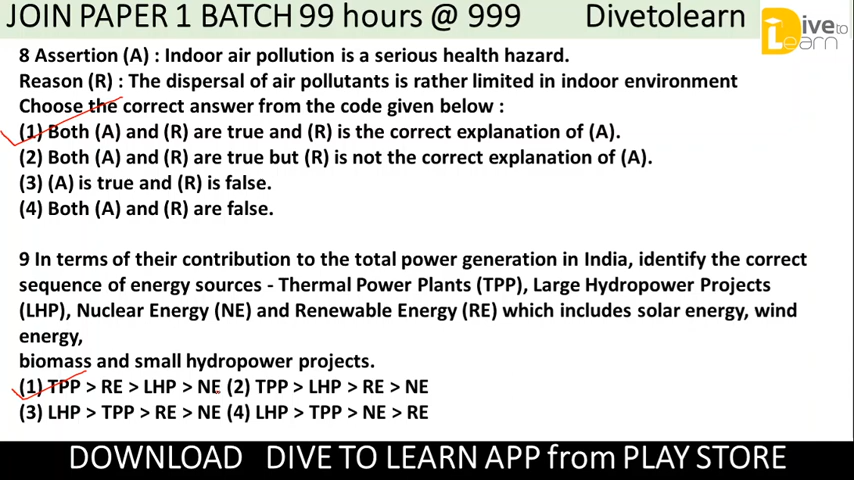 JOIN PAPER 1 BATCH 99 hours @ 999 Divetolearn
Dive to Learn
8 Assertion (A) : Indoor air pollution is a serious health hazard.
Reason (R) : The dispersal of air pollutants is rather limited in indoor environment
Choose the correct answer from the code given below :
(1) Both (A) and (R) are true and (R) is the correct explanation of (A).
(2) Both (A) and (R) are true but (R) is not the correct explanation of (A).
(3) (A) is true and (R) is false.
(4) Both (A) and (R) are false.
9 In terms of their contribution to the total power generation in India, identify the correct
sequence of energy sources - Thermal Power Plants (TPP), Large Hydropower Projects
(LHP), Nuclear Energy (NE) and Renewable Energy (RE) which includes solar energy, wind
energy,
biomass and small hydropower projects.
(1) TPP > RE > LHP > NE (2) TPP > LHP > RE > NE
(3) LHP > TPP > RE > NE (4) LHP > TPP > NE > RE
DOWNLOAD DIVE TO LEARN APP from PLAY STORE